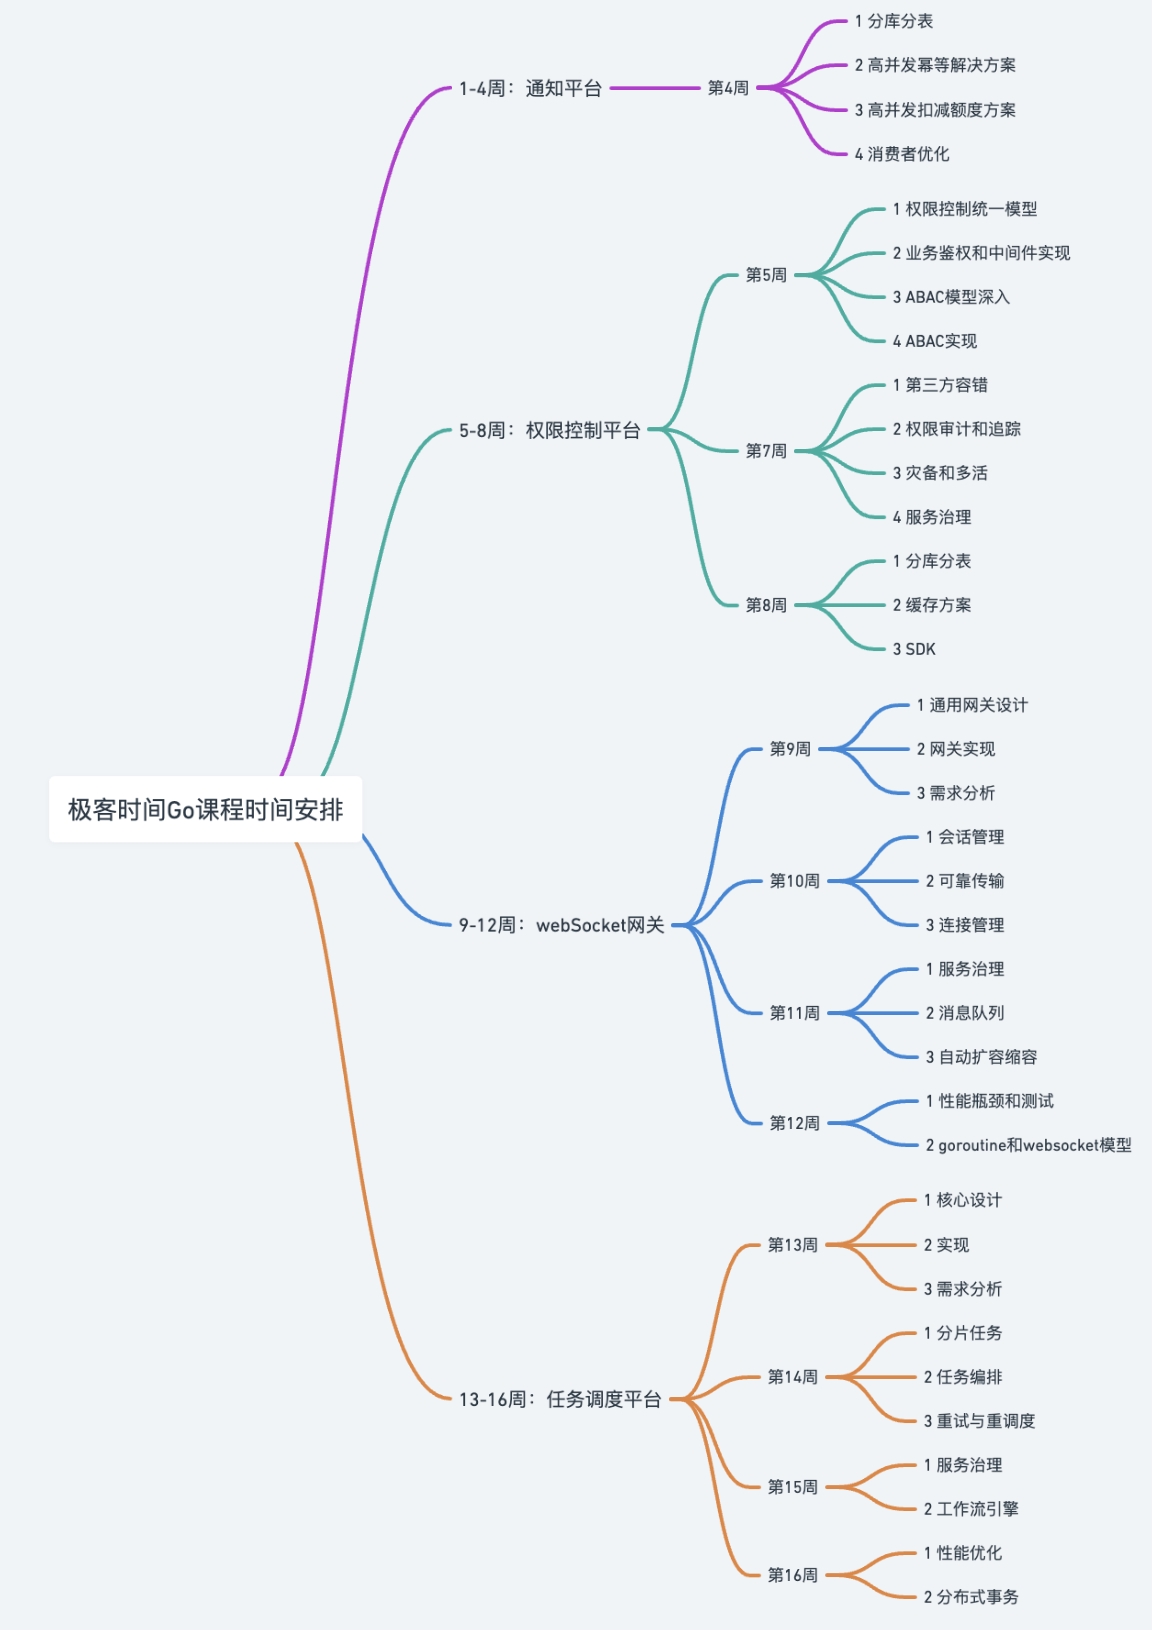 极客时间Go课程时间安排
1-4周：通知平台
第4周
1 分库分表
2 高并发幂等解决方案
3 高并发扣减额度方案
4 消费者优化
5-8周：权限控制平台
第5周
1 权限控制统一模型
2 业务鉴权和中间件实现
3 ABAC模型深入
4 ABAC实现
第7周
1 第三方容错
2 权限审计和追踪
3 灾备和多活
4 服务治理
第8周
1 分库分表
2 缓存方案
3 SDK
9-12周：webSocket网关
第9周
1 通用网关设计
2 网关实现
3 需求分析
第10周
1 会话管理
2 可靠传输
3 连接管理
第11周
1 服务治理
2 消息队列
3 自动扩容缩容
第12周
1 性能瓶颈和测试
2 goroutine和websocket模型
13-16周：任务调度平台
第13周
1 核心设计
2 实现
3 需求分析
第14周
1 分片任务
2 任务编排
3 重试与重调度
第15周
1 服务治理
2 工作流引擎
第16周
1 性能优化
2 分布式事务